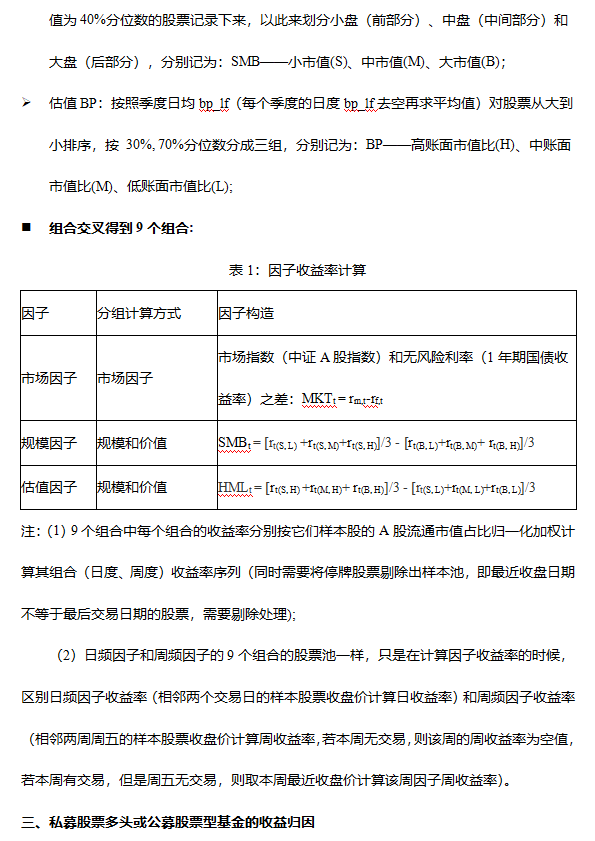 值为 40%分位数的股票记录下来，以此来划分小盘（前部分）、中盘（中间部分）和
大盘（后部分），分别记为：SMB——小市值(S)、中市值(M)、大市值(B)；
➢ 估值 BP：按照季度日均 bp_lf（每个季度的日度 bp_lf 去空再求平均值）对股票从大到
小排序，按 30%, 70%分位数分成三组，分别记为：BP——高账面市值比(H)、中账面
市值比(M)、低账面市值比(L);
■ 组合交叉得到 9 个组合：
表 1：因子收益率计算
因子 分组计算方式 因子构造
市场因子 市场因子 市场指数（中证 A 股指数）和无风险利率（1 年期国债收
益率）之差：MKTt = rm,t-rf,t
规模因子 规模和价值 SMBt = [rt(S, L) +rt(S, M)+rt(S, H)]/3 - [rt(B, L)+rt(B, M)+ rt(B, H)]/3
估值因子 规模和价值 HMLt = [rt(S, H) +rt(M, H)+ rt(B, H)]/3 - [rt(S, L)+rt(M, L)+rt(B, L)]/3
注：（1）9 个组合中每个组合的收益率分别按它们样本股的 A 股流通市值占比归一化加权计
算其组合（日度、周度）收益率序列（同时需要将停牌股票剔除出样本池，即最近收盘日期
不等于最后交易日期的股票，需要剔除处理);
（2）日频因子和周频因子的 9 个组合的股票池一样，只是在计算因子收益率的时候，
区别日频因子收益率（相邻两个交易日的样本股票收盘价计算日收益率）和周频因子收益率
（相邻两周周五的样本股票收盘价计算周收益率，若本周无交易，则该周的周收益率为空值，
若本周有交易，但是周五无交易，则取本周最近收盘价计算该周因子周收益率）。
三、私募股票多头或公募股票型基金的收益归因